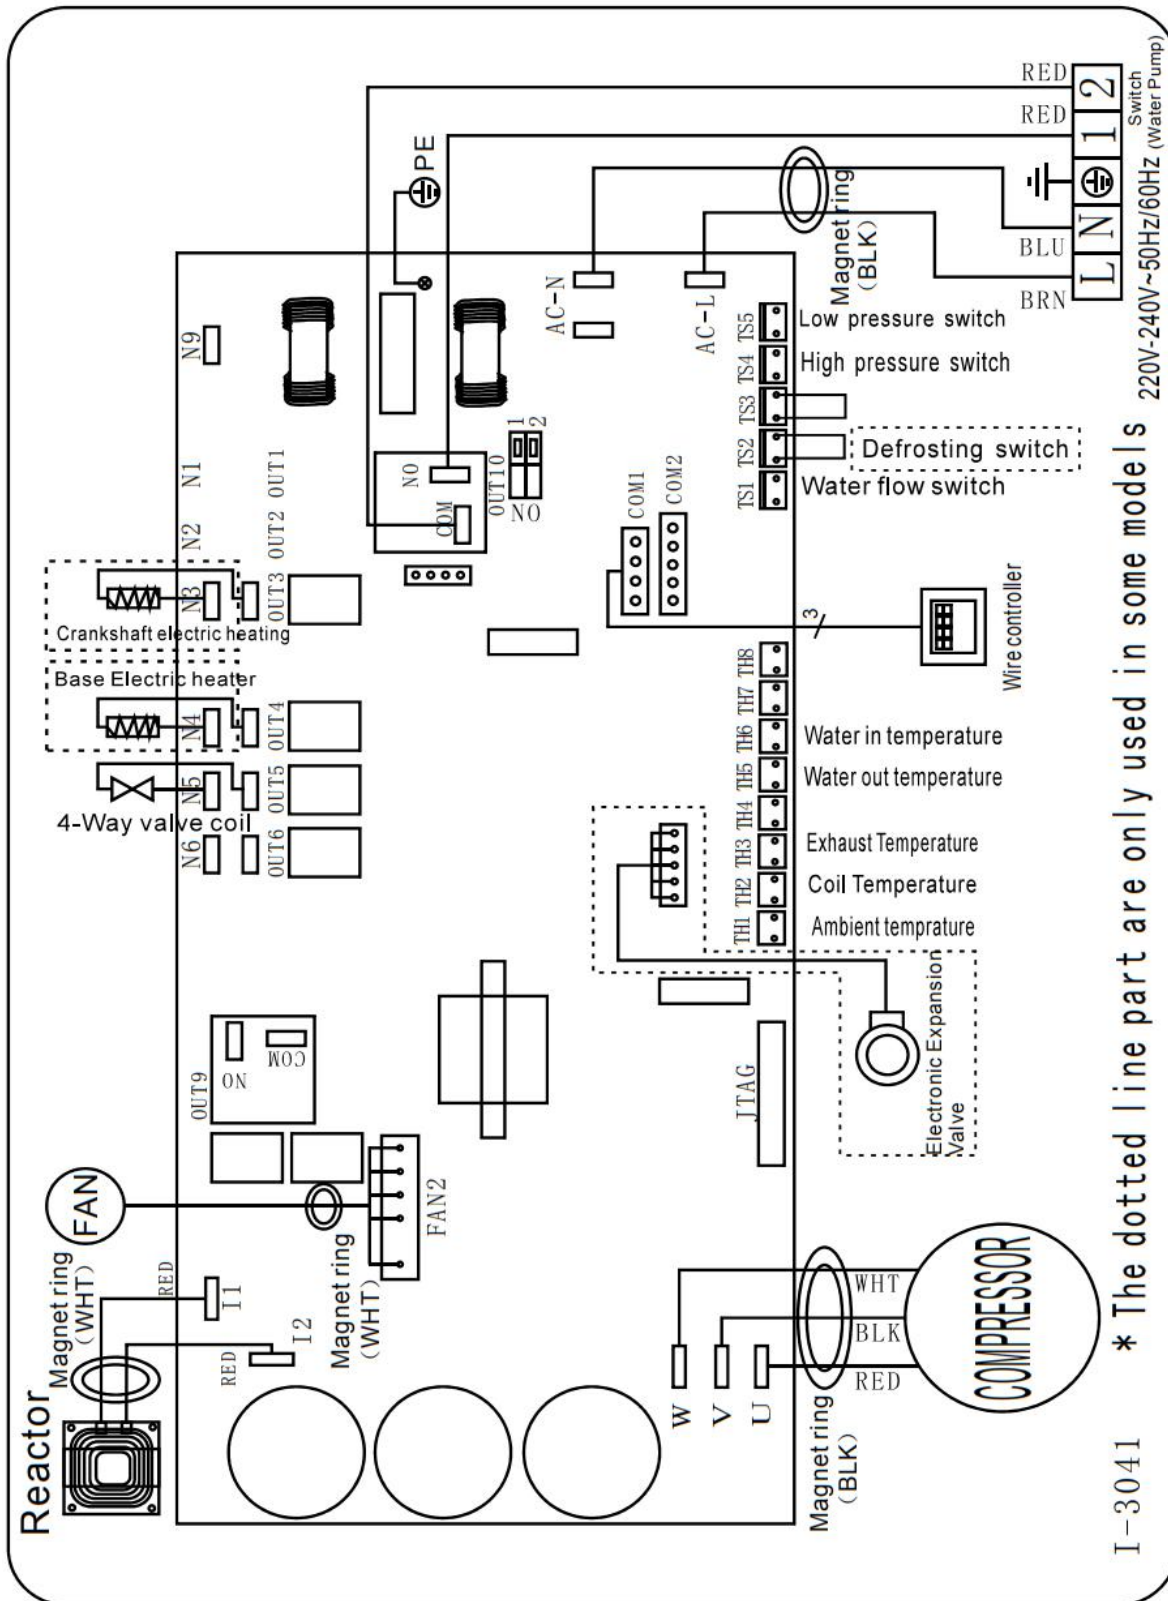 RED
2
RED
1
Switch
(Water Pump)
PE
N
BLU
L
BRN
220V-240V~50Hz/60Hz
Magnet ring
(BLK)
AC-N
AC-L
N9
TS5
Low pressure switch
TS4
High pressure switch
TS3
TS2
Defrosting switch
TS1
Water flow switch
N1
OUT1
N2
OUT2
N3
OUT3
Crankshaft electric heating
NO
COM
OUT10
1
2
NO
COM1
COM2
3
Wire controller
Base Electric heater
N4
OUT4
N5
OUT5
4-Way valve coil
N6
OUT6
TH8
TH7
TH6
Water in temperature
TH5
Water out temperature
TH4
TH3
Exhaust Temperature
TH2
Coil Temperature
TH1
Ambient temprature
Electronic Expansion
Valve
OUT9
NO
COM
JTAG
FAN
FAN2
Magnet ring
(WHT)
Magnet ring
(WHT)
RED
I1
RED
I2
Reactor
W
V
U
WHT
BLK
RED
Magnet ring
(BLK)
COMPRESSOR
I-3041
* The dotted line part are only used in some models